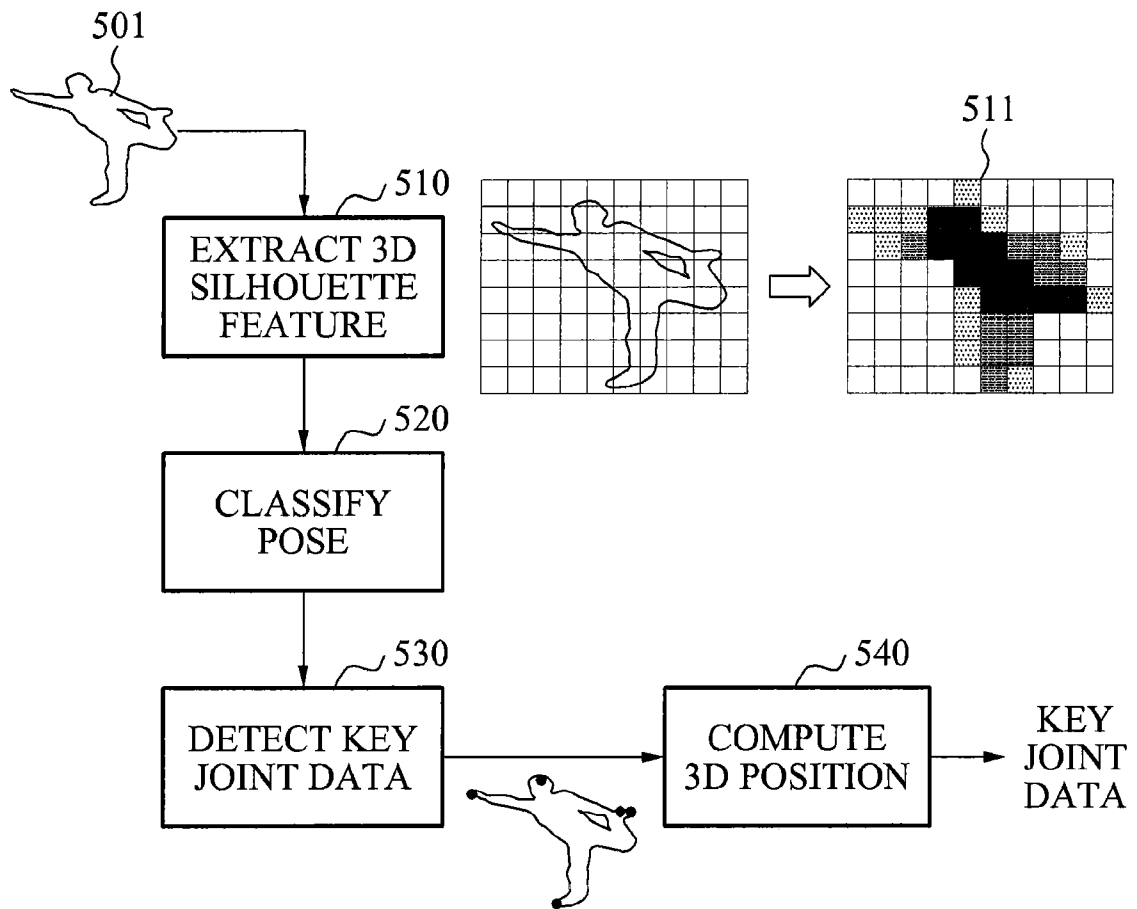 501
510
511
EXTRACT 3D
SILHOUETTE
FEATURE
520
CLASSIFY
POSE
530
540
DETECT KEY
JOINT DATA
COMPUTE
3D POSITION
KEY
JOINT
DATA